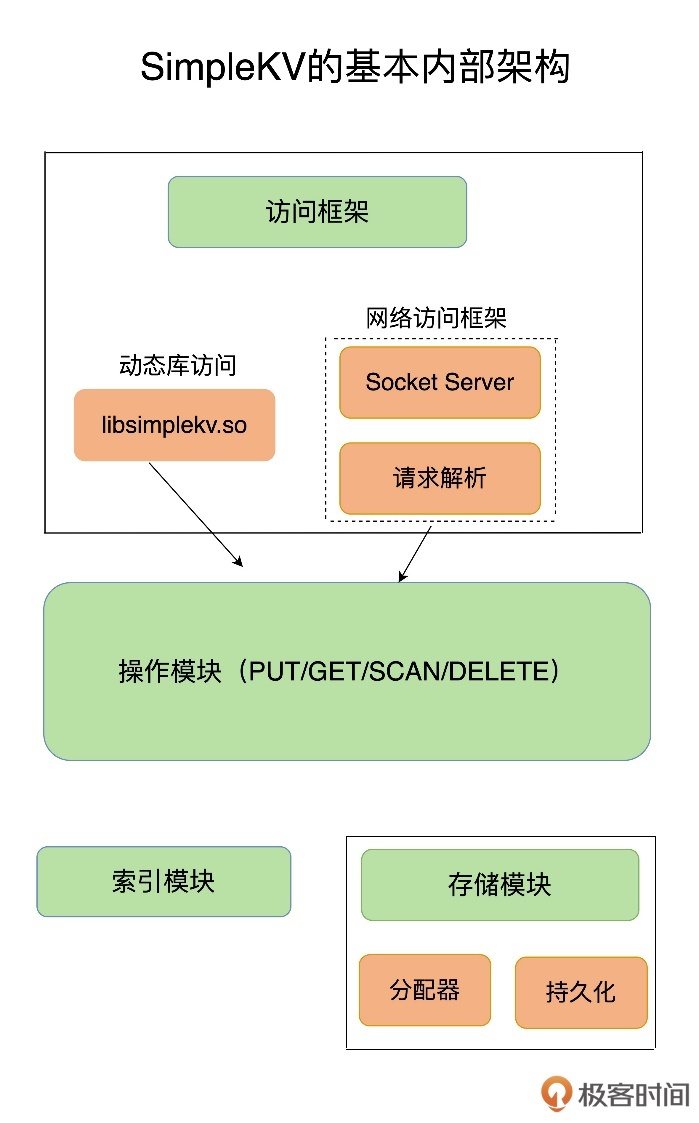 SimpleKV的基本内部架构
访问框架
网络访问框架
动态库访问
Socket Server
libsimplekv.so
请求解析
操作模块（PUT/GET/SCAN/DELETE）
索引模块
存储模块
分配器
持久化
极客时间